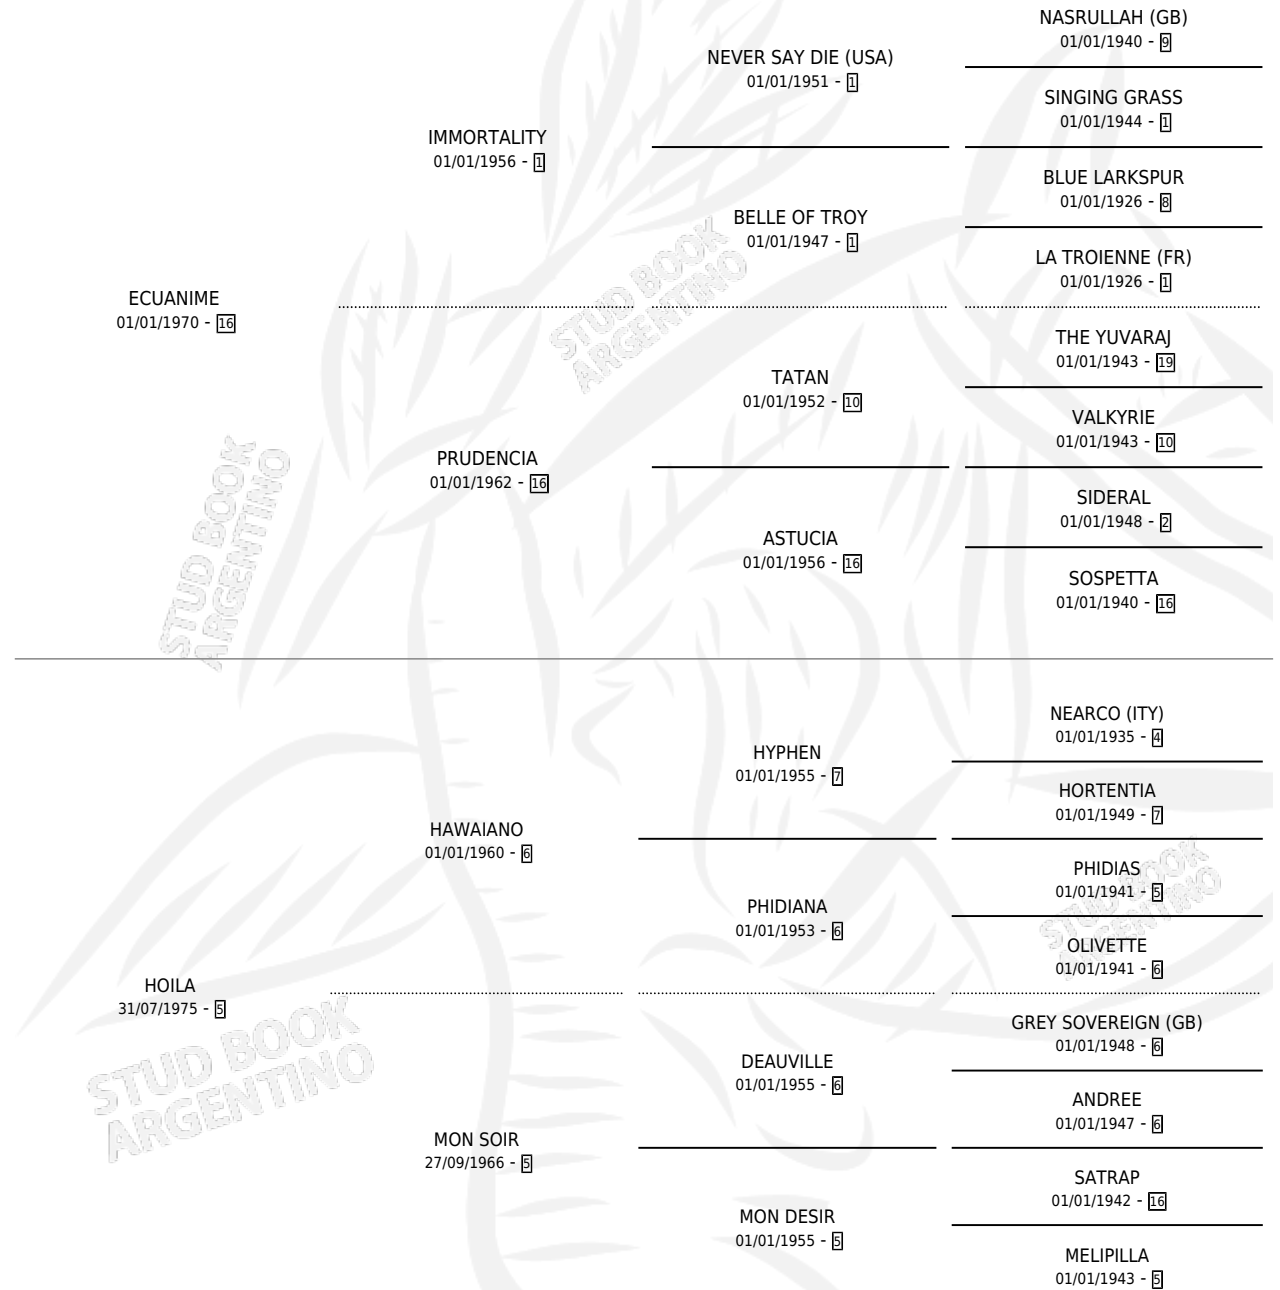 NASRULLAH (GB)
01/01/1940 - 9
NEVER SAY DIE (USA)
01/01/1951 - 1
SINGING GRASS
01/01/1944 - 1
IMMORTALITY
01/01/1956 - 1
BLUE LARKSPUR
01/01/1926 - 8
BELLE OF TROY
01/01/1947 - 1
LA TROIENNE (FR)
01/01/1926 - 1
ECUANIME
01/01/1970 - 16
THE YUVARAJ
01/01/1943 - 19
TATAN
01/01/1952 - 10
VALKYRIE
01/01/1943 - 10
PRUDENCIA
01/01/1962 - 16
SIDERAL
01/01/1948 - 2
ASTUCIA
01/01/1956 - 16
SOSPETTA
01/01/1940 - 16
STUD BOOK
ARGENTINO
STUD BOOK
ARGENTINO
NEARCO (ITY)
01/01/1935 - 4
HYPHEN
01/01/1955 - 7
HORTENTIA
01/01/1949 - 7
HAWAIANO
01/01/1960 - 6
PHIDIAS
01/01/1941 - 5
PHIDIANA
01/01/1953 - 6
OLIVETTE
01/01/1941 - 6
STUD BOOK
ARGENTINO
HOILA
31/07/1975 - 5
GREY SOVEREIGN (GB)
01/01/1948 - 6
DEAUVILLE
01/01/1955 - 6
ANDREE
01/01/1947 - 6
STUD BOOK
ARGENTINO
MON SOIR
27/09/1966 - 5
SATRAP
01/01/1942 - 16
MON DESIR
01/01/1955 - 5
MELIPILLA
01/01/1943 - 5